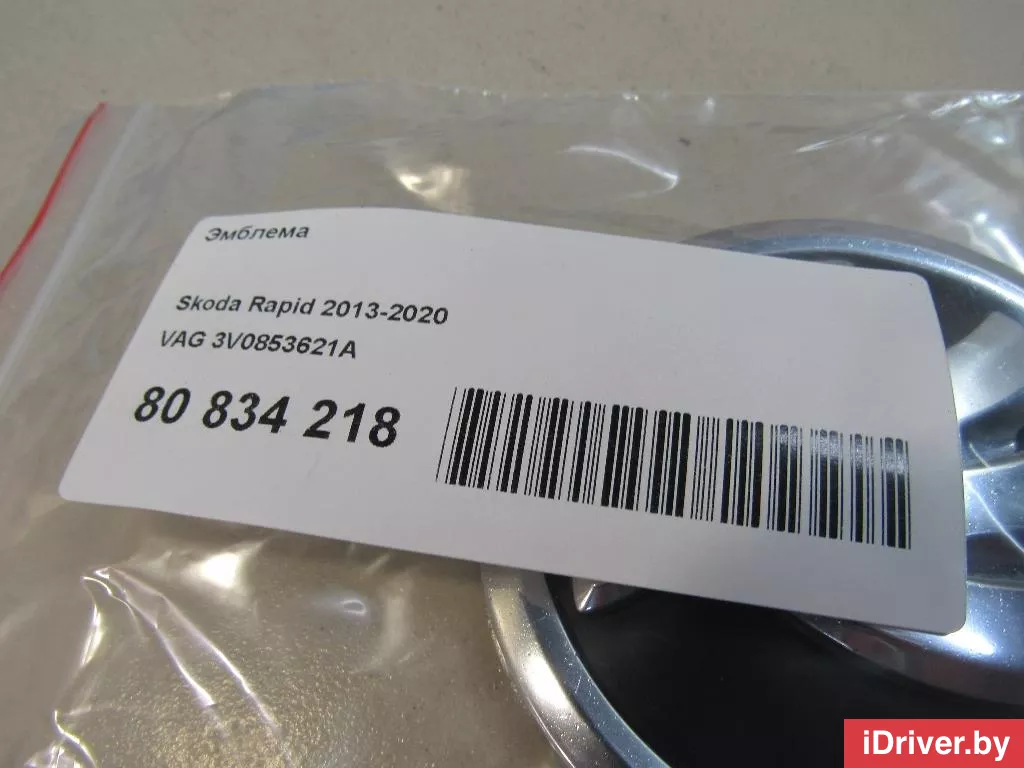 Эмблема
Skoda Rapid 2013-2020
VAG 3V0853621A
80 834 218
iDriver.by